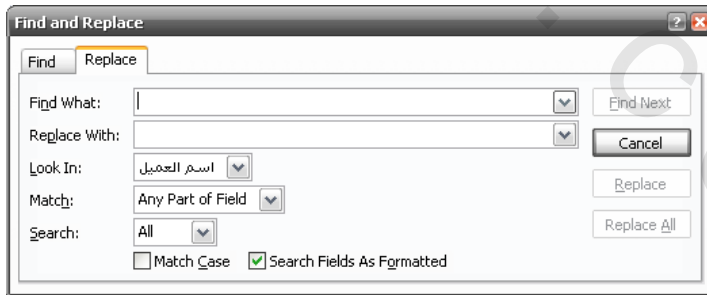 Find and Replace
Find Replace
Find What: Find Next
Replace With: Cancel
Look In: اسم العميل
Match: Any Part of Field Replace
Search: All Replace All
Match Case Search Fields As Formatted